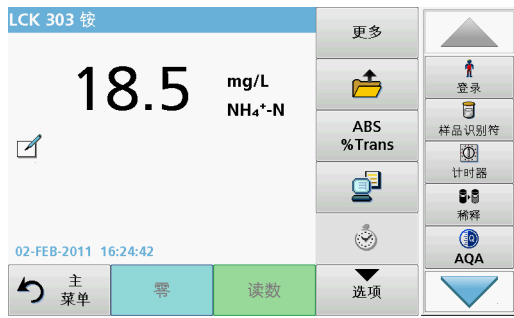 LCK 303 铵
18.5 mg/L
NH₄⁺-N
02-FEB-2011 16:24:42
主
菜单
零
读数
更多
ABS
%Trans
选项
登录
样品识别符
计时器
稀释
AQA